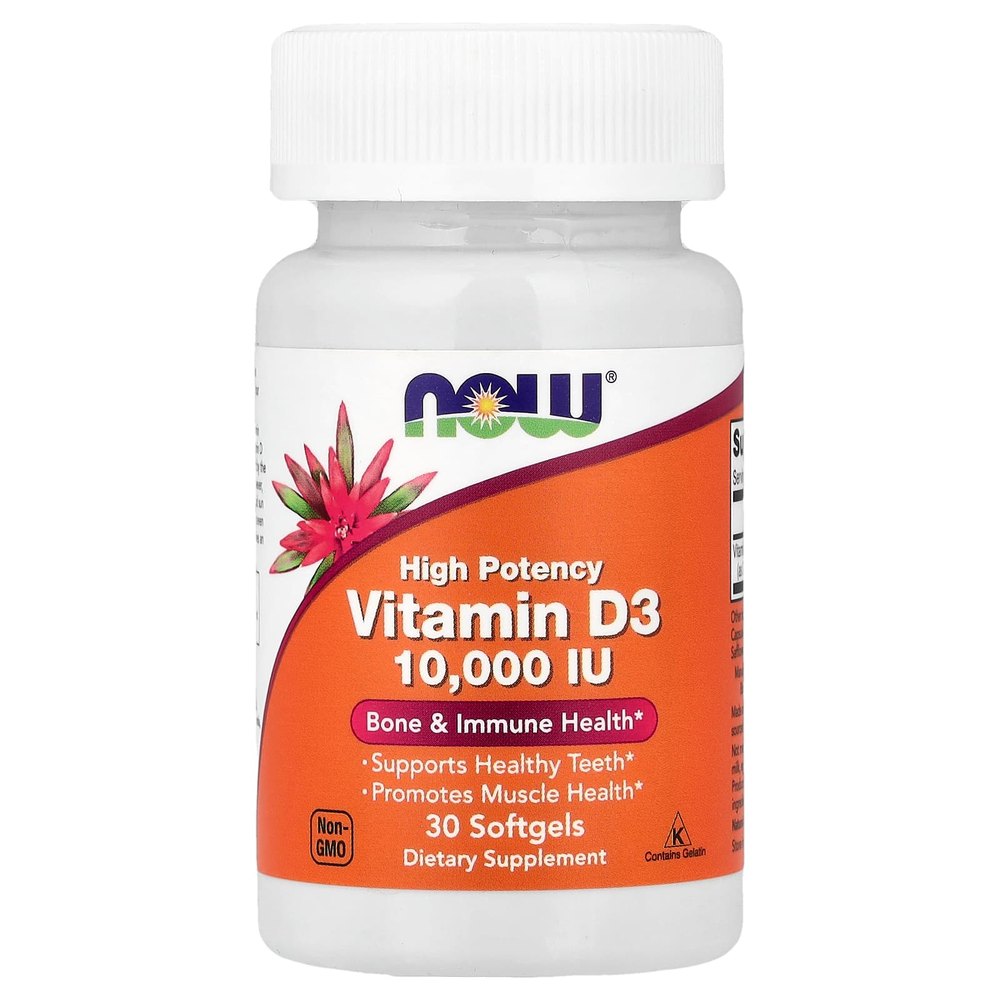 NOW®
High Potency
Vitamin D3
10,000 IU
Bone & Immune Health*
•Supports Healthy Teeth*
•Promotes Muscle Health*
30 Softgels
Dietary Supplement
Non-
GMO
K
Contains Gelatin